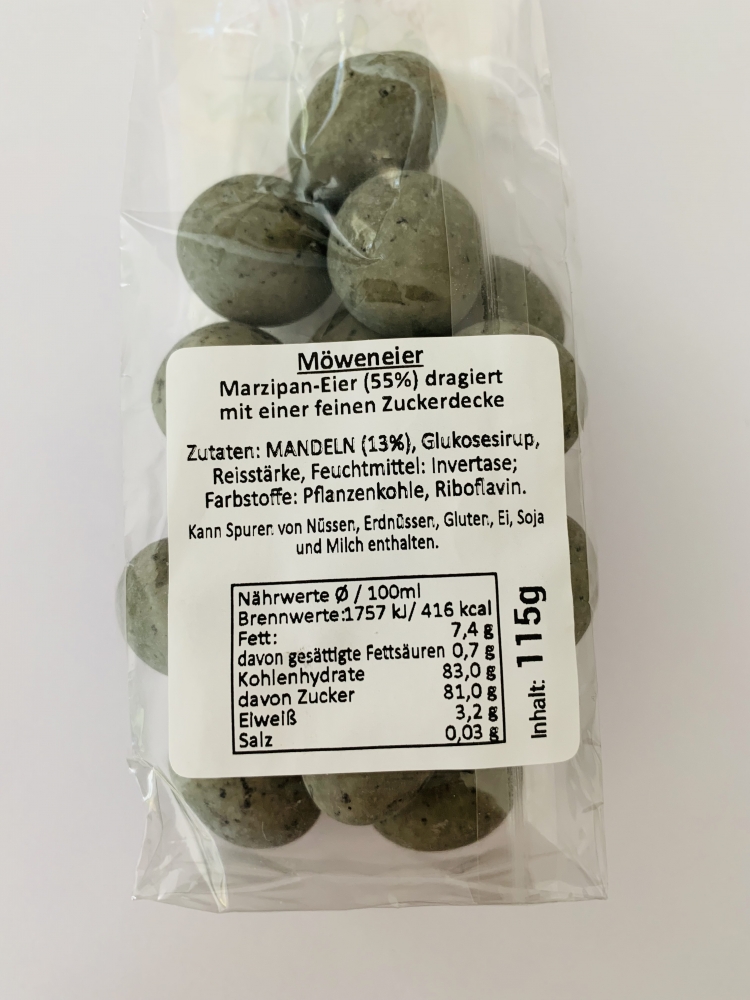 Möweneier
Marzipan-Eier (55%) dragiert
mit einer feinen Zuckerdecke
Zutaten: MANDELN (13%), Glukosesirup,
Reisstärke, Feuchtmittel: Invertase;
Farbstoffe: Pflanzenkohle, Riboflavin.
Kann Spuren von Nüssen, Erdnüssen, Gluten, Ei, Soja
und Milch enthalten.
Nährwerte Ø / 100ml
Brennwerte:1757 kJ/ 416 kcal
Fett: 7,4 g
davon gesättigte Fettsäuren 0,7 g
Kohlenhydrate 83,0 g
davon Zucker 81,0 g
Eiweiß 3,2 g
Salz 0,03 g
Inhalt: 115g